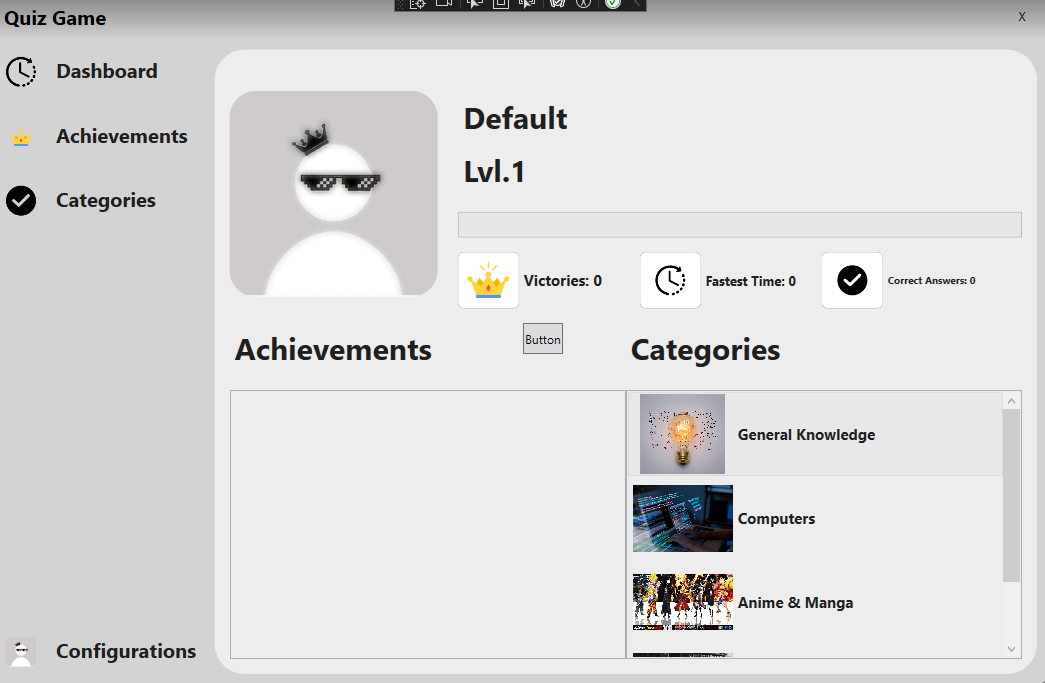 Quiz Game
X
Dashboard
Achievements
Categories
Configurations
Default
Lvl.1
Victories: 0
Fastest Time: 0
Correct Answers: 0
Button
Achievements
Categories
General Knowledge
Computers
Anime & Manga